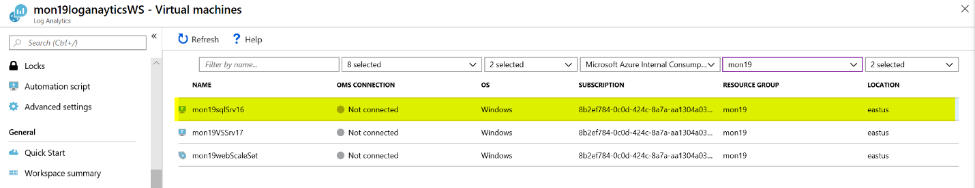 mon19loganayticsWS - Virtual machines
Log Analytics
Search (Ctrl+/)
Locks
Automation script
Advanced settings
General
Quick Start
Workspace summary
Refresh ? Help
Filter by name... 8 selected 2 selected Microsoft Azure Internal Consump... mon19 2 selected
NAME OMS CONNECTION OS SUBSCRIPTION RESOURCE GROUP LOCATION
mon19sqlSrv16 Not connected Windows 8b2ef784-0c0d-424c-8a7a-aa1304a03... mon19 eastus
mon19VSSrv17 Not connected Windows 8b2ef784-0c0d-424c-8a7a-aa1304a03... mon19 eastus
mon19webScaleSet Not connected Windows 8b2ef784-0c0d-424c-8a7a-aa1304a03... mon19 eastus